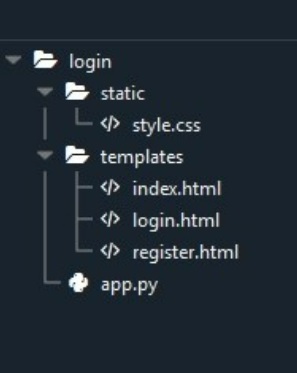 login
static
style.css
templates
index.html
login.html
register.html
app.py